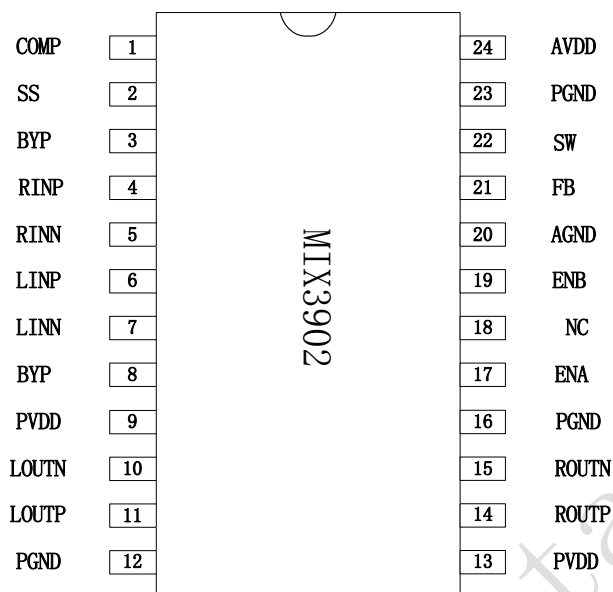 COMP 1 24 AVDD
SS 2 23 PGND
BYP 3 22 SW
RINP 4 21 FB
RINN 5 20 AGND
LINP 6 19 ENB
LINN 7 18 NC
BYP 8 17 ENA
PVDD 9 16 PGND
LOUTN 10 15 ROUTN
LOUTP 11 14 ROUTP
PGND 12 13 PVDD
MIX3902